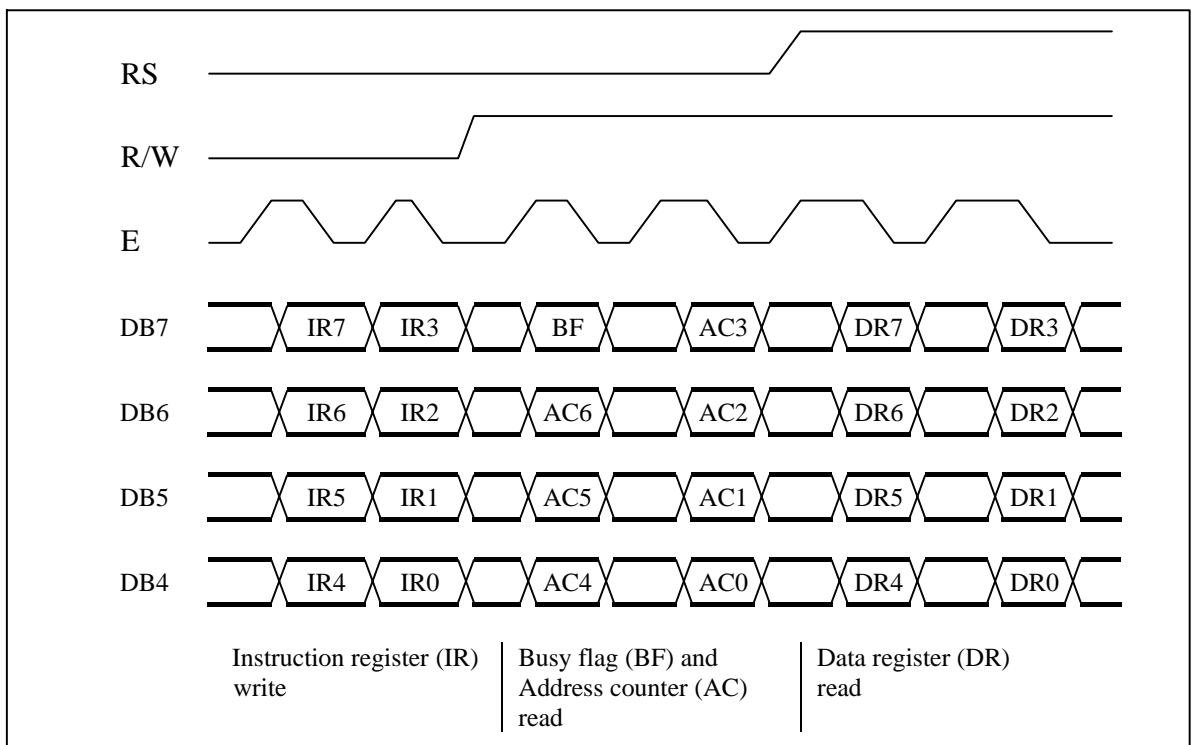 RS
R/W
E
DB7 IR7 IR3 BF AC3 DR7 DR3
DB6 IR6 IR2 AC6 AC2 DR6 DR2
DB5 IR5 IR1 AC5 AC1 DR5 DR1
DB4 IR4 IR0 AC4 AC0 DR4 DR0
Instruction register (IR)
write
Busy flag (BF) and
Address counter (AC)
read
Data register (DR)
read